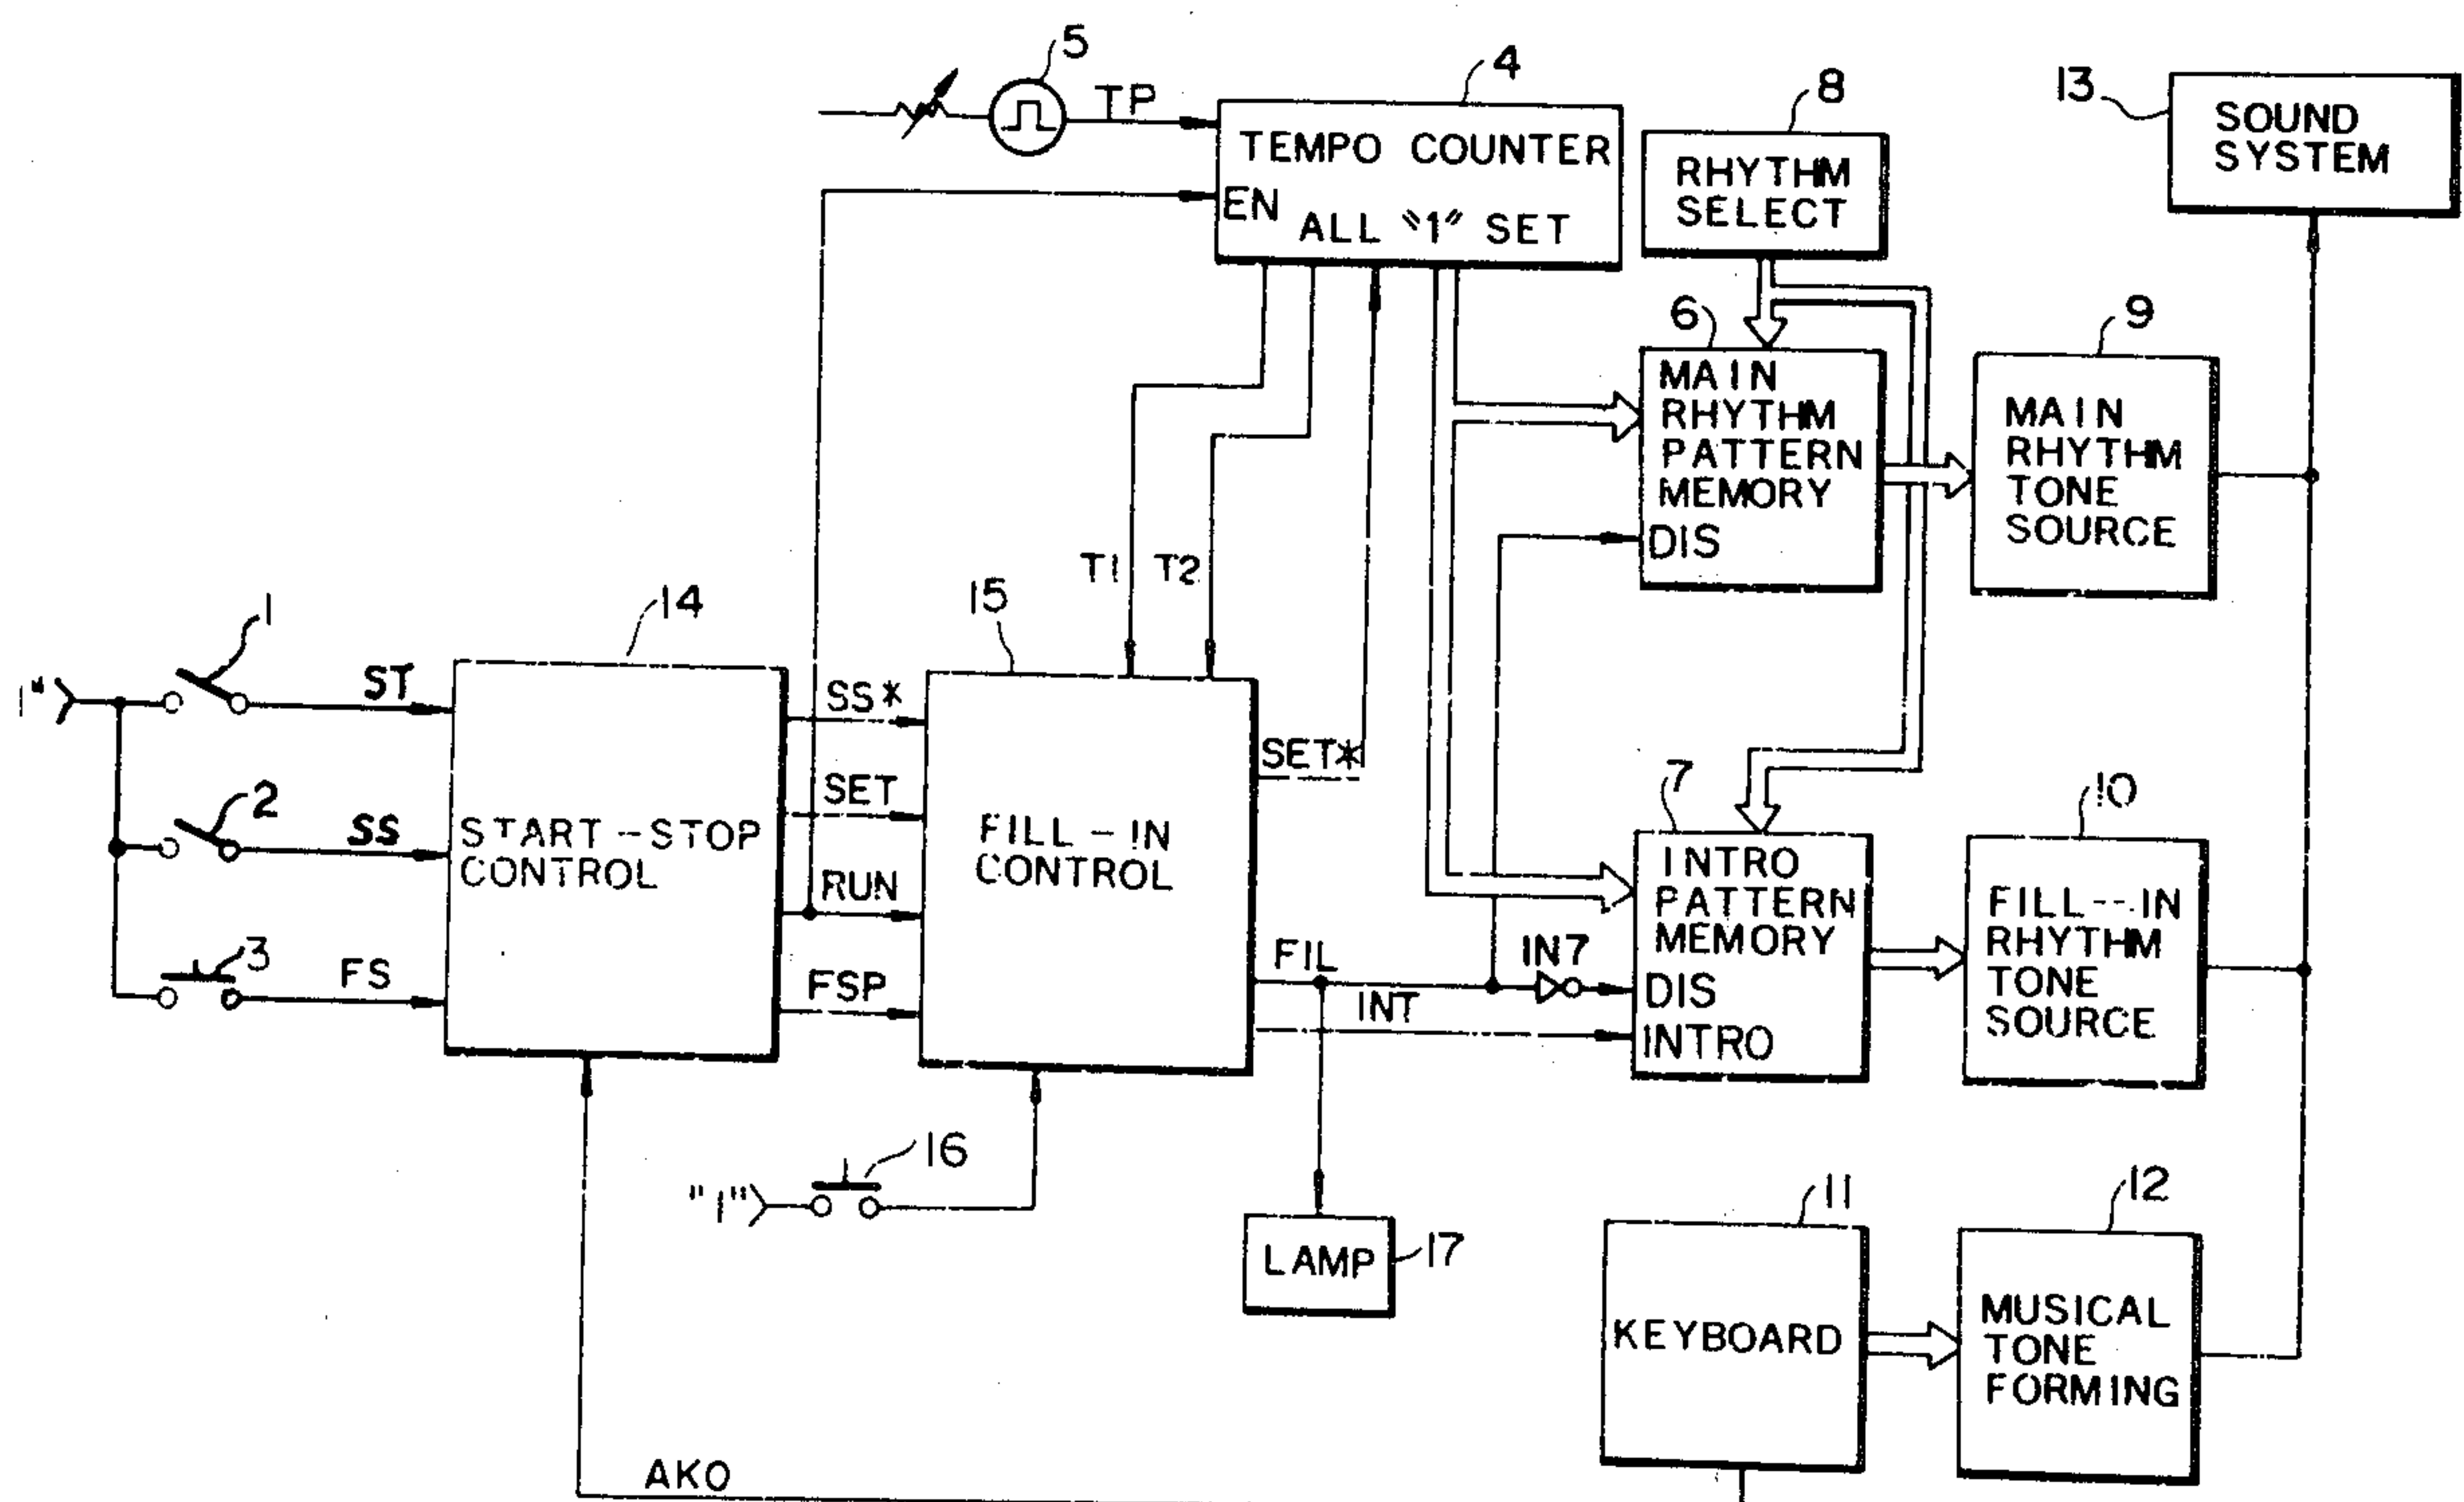 5
TP
4
TEMPO COUNTER
EN
ALL "1" SET
8
RHYTHM
SELECT
13
SOUND
SYSTEM
6
MAIN
RHYTHM
PATTERN
MEMORY
DIS
9
MAIN
RHYTHM
TONE
SOURCE
T1
T2
1
1"
ST
2
SS
3
FS
14
START-STOP
CONTROL
SS*
SET
RUN
FSP
15
FILL-IN
CONTROL
SET*
FIL
INT
IN7
7
INTRO
PATTERN
MEMORY
DIS
INTRO
10
FILL--IN
RHYTHM
TONE
SOURCE
"1"
16
LAMP
17
11
KEYBOARD
12
MUSICAL
TONE
FORMING
AKO